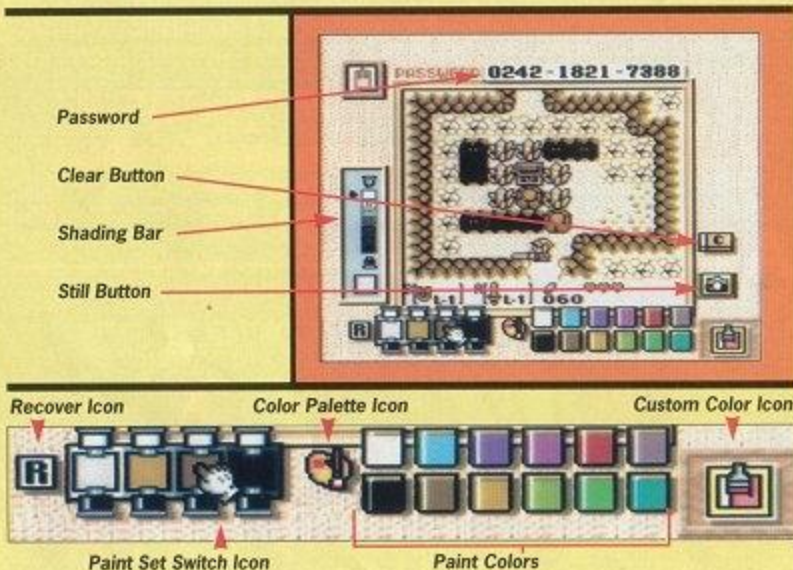 PASSWORD 0242-1821-7388
Password
Clear Button
Shading Bar
Still Button
C
L-1 L-1 060
R
Recover Icon
Color Palette Icon
Custom Color Icon
R
Paint Set Switch Icon
Paint Colors